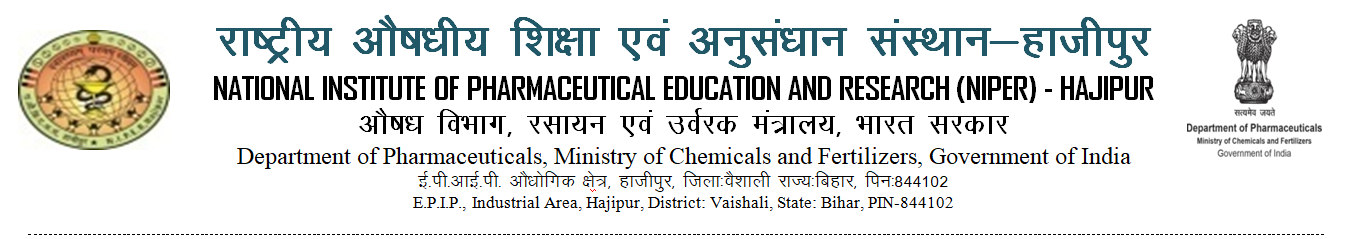 राष्ट्रीय औषधीय शिक्षा एवं अनुसंधान संस्थान–हाजीपुर
NATIONAL INSTITUTE OF PHARMACEUTICAL EDUCATION AND RESEARCH (NIPER) - HAJIPUR
औषध विभाग, रसायन एवं उर्वरक मंत्रालय, भारत सरकार
Department of Pharmaceuticals, Ministry of Chemicals and Fertilizers, Government of India
ई.पी.आई.पी. औधोगिक क्षे्त्र, हाजीपुर, जिलाःवैशाली राज्यःबिहार, पिनः844102
E.P.I.P., Industrial Area, Hajipur, District: Vaishali, State: Bihar, PIN-844102
सत्यमेव जयते
Department of Pharmaceuticals
Ministry of Chemicals and Fertilizers
Government of India